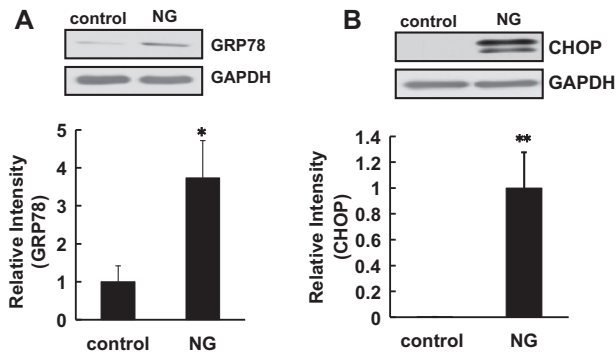 A
control NG
GRP78
GAPDH
5
4
3
2
1
0
Relative Intensity
(GRP78)
*
control NG
B
control NG
CHOP
GAPDH
1.4
1.2
1
0.8
0.6
0.4
0.2
0
Relative Intensity
(CHOP)
**
control NG